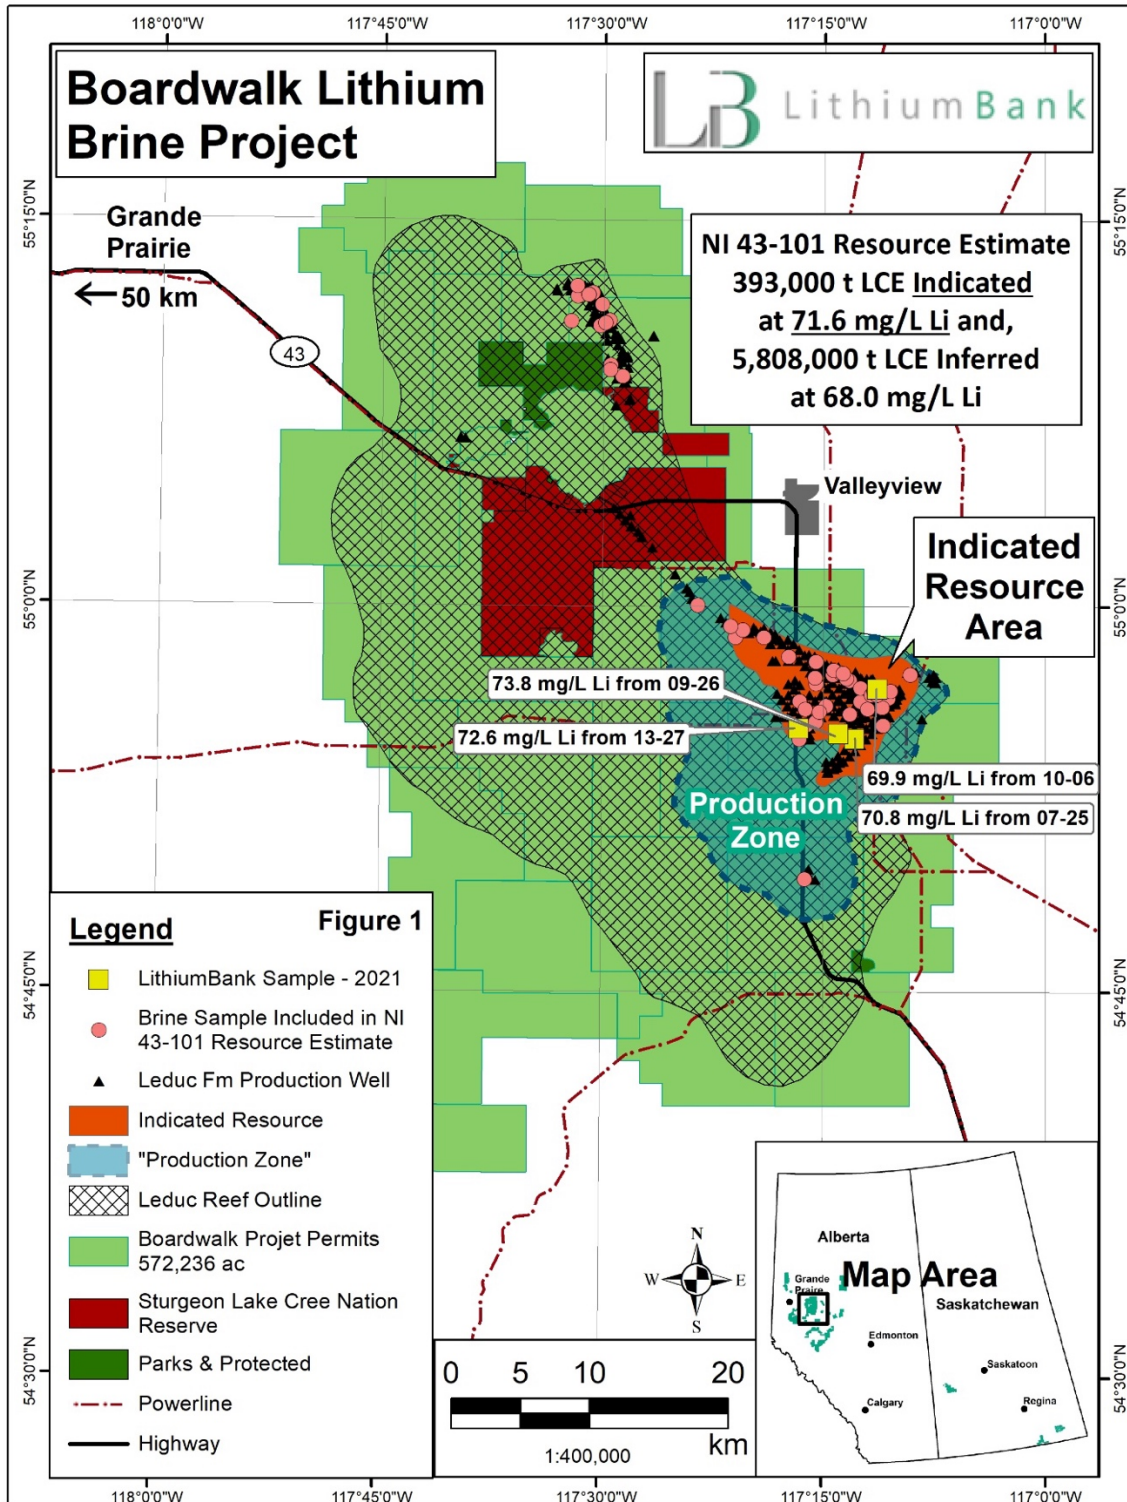 118°0'0"W
117°45'0"W
117°30'0"W
117°15'0"W
117°0'0"W
Boardwalk Lithium
Brine Project
LB LithiumBank
55°15'0"N
55°15'0"N
Grande
Prairie
50 km
43
NI 43-101 Resource Estimate
393,000 t LCE Indicated
at 71.6 mg/L Li and,
5,808,000 t LCE Inferred
at 68.0 mg/L Li
Valleyview
Indicated
Resource
Area
55°0'0"N
55°0'0"N
73.8 mg/L Li from 09-26
72.6 mg/L Li from 13-27
69.9 mg/L Li from 10-06
70.8 mg/L Li from 07-25
Production
Zone
54°45'0"N
54°45'0"N
Legend
Figure 1
LithiumBank Sample - 2021
Brine Sample Included in NI
43-101 Resource Estimate
Leduc Fm Production Well
Indicated Resource
"Production Zone"
Leduc Reef Outline
Boardwalk Projet Permits
572,236 ac
Sturgeon Lake Cree Nation
Reserve
Parks & Protected
Powerline
Highway
N
W
E
S
0 5 10 20
km
1:400,000
Alberta
Map Area
Grande
Praire
Saskatchewan
Edmonton
Saskatoon
Calgary
Regina
54°30'0"N
54°30'0"N
118°0'0"W
117°45'0"W
117°30'0"W
117°15'0"W
117°0'0"W